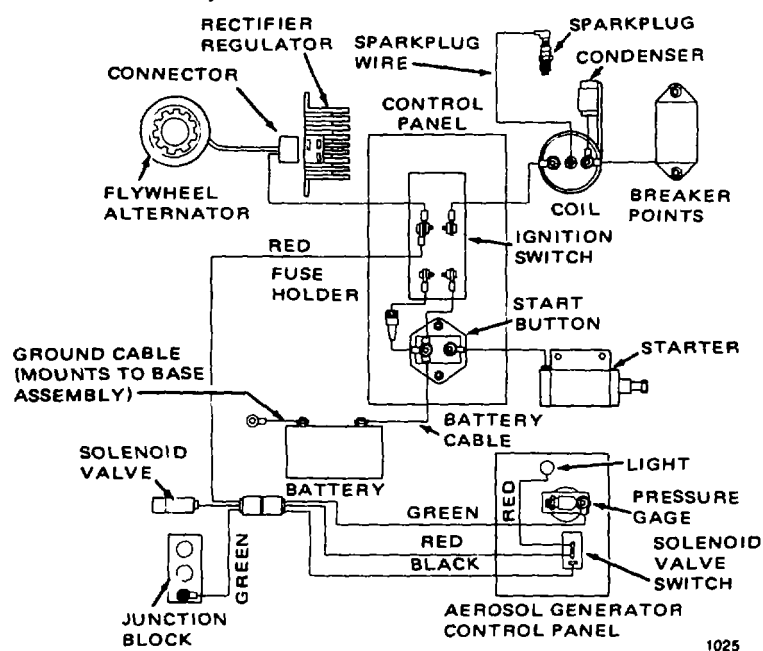 RECTIFIER
REGULATOR
SPARKPLUG
WIRE
SPARKPLUG
CONDENSER
CONNECTOR
CONTROL
PANEL
FLYWHEEL
ALTERNATOR
COIL
BREAKER
POINTS
RED
IGNITION
SWITCH
FUSE
HOLDER
START
BUTTON
GROUND CABLE
(MOUNTS TO BASE
ASSEMBLY)
STARTER
BATTERY
CABLE
SOLENOID
VALVE
BATTERY
LIGHT
RED
GREEN
PRESSURE
GAGE
RED
BLACK
SOLENOID
VALVE
SWITCH
GREEN
JUNCTION
BLOCK
AEROSOL GENERATOR
CONTROL PANEL
1025